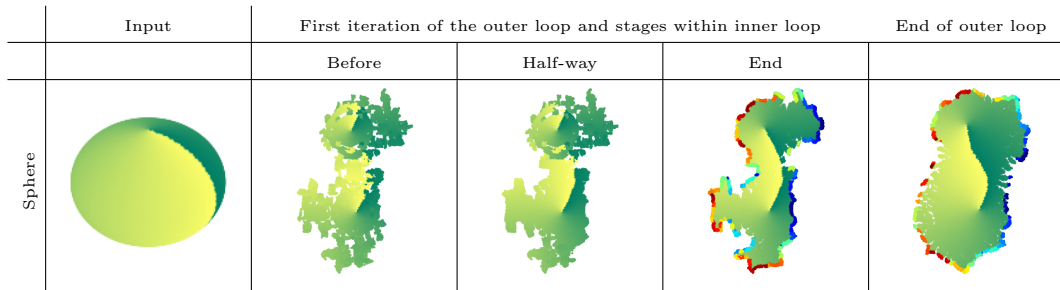 Input First iteration of the outer loop and stages within inner loop End of outer loop
Before Half-way End
Sphere